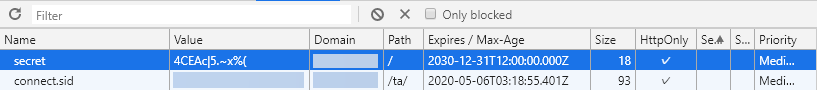 Filter Only blocked
Name Value Domain Path Expires / Max-Age Size HttpOnly Se... S... Priority
secret 4CEAc|5.~x%( / 2030-12-31T12:00:00.000Z 18 ✓ Medi...
connect.sid /ta/ 2020-05-06T03:18:55.401Z 93 ✓ Medi...